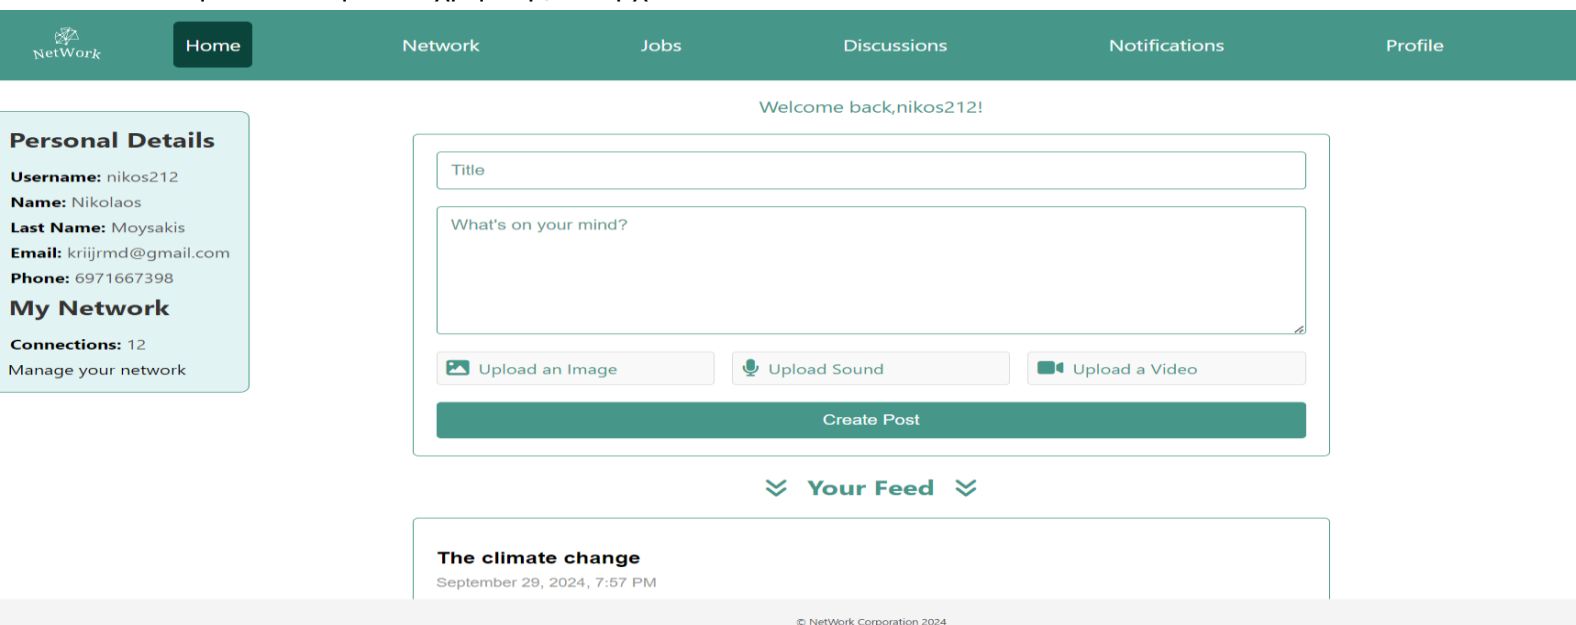 NetWork
Home
Network
Jobs
Discussions
Notifications
Profile
Welcome back,nikos212!
Personal Details
Username: nikos212
Name: Nikolaos
Last Name: Moysakis
Email: kriijrmd@gmail.com
Phone: 6971667398
My Network
Connections: 12
Manage your network
Title
What's on your mind?
Upload an Image
Upload Sound
Upload a Video
Create Post
Your Feed
The climate change
September 29, 2024, 7:57 PM
© NetWork Corporation 2024